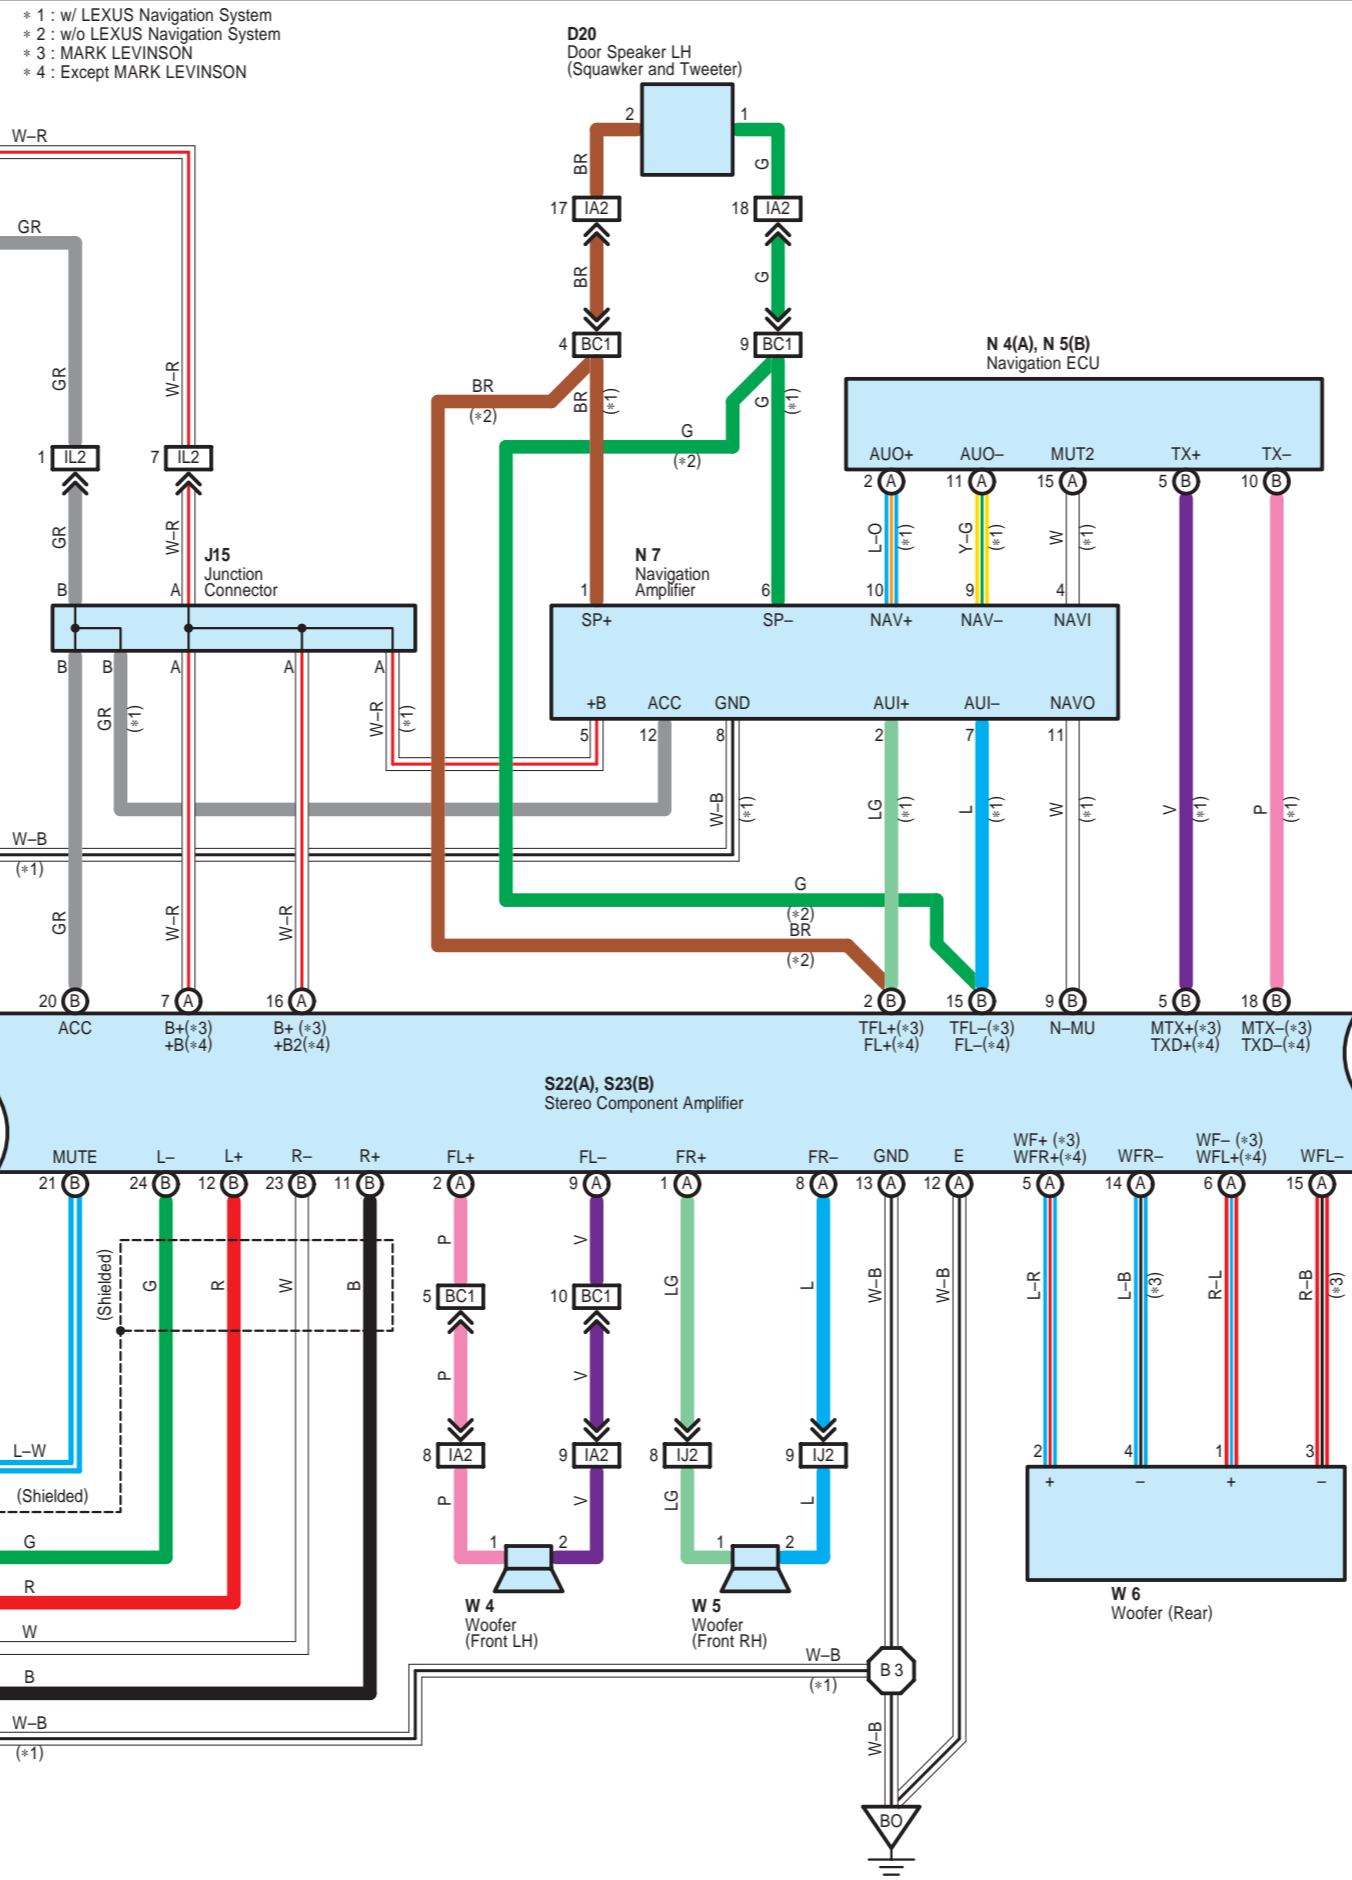 * 1 : w/ LEXUS Navigation System
* 2 : w/o LEXUS Navigation System
* 3 : MARK LEVINSON
* 4 : Except MARK LEVINSON
D20
Door Speaker LH
(Squawker and Tweeter)
2 1
W–R
BR G
17 IA2 18 IA2
GR
BR G
4 BC1 9 BC1
N 4(A), N 5(B)
Navigation ECU
GR W–R
BR (*2)
BR (*1) G (*1)
G (*2)
AUO+ AUO– MUT2 TX+ TX–
1 IL2 7 IL2
2 A 11 A 15 A 5 B 10 B
GR W–R
L–O (*1) Y–G (*1) W (*1)
J15
Junction
Connector
N 7
Navigation
Amplifier
B A 1 6 10 9 4
SP+ SP– NAV+ NAV– NAVI
B B A A A
+B ACC GND AUI+ AUI– NAVO
GR (*1) W–R (*1)
5 12 8 2 7 11
W–B (*1) LG (*1) L (*1) W (*1) V (*1) P (*1)
W–B
(*1)
G
(*2)
BR
(*2)
GR W–R W–R
20 B 7 A 16 A 2 B 15 B 9 B 5 B 18 B
ACC B+(*3) B+ (*3) TFL+(*3) TFL–(*3) N–MU MTX+(*3) MTX–(*3)
+B(*4) +B2(*4) FL+(*4) FL–(*4) TXD+(*4) TXD–(*4)
S22(A), S23(B)
Stereo Component Amplifier
WF+ (*3) WF– (*3)
MUTE L– L+ R– R+ FL+ FL– FR+ FR– GND E WFR+(*4) WFR– WFL+(*4) WFL–
21 B 24 B 12 B 23 B 11 B 2 A 9 A 1 A 8 A 13 A 12 A 5 A 14 A 6 A 15 A
(Shielded) G R W B P V LG L W–B W–B L–R L–B (*3) R–L R–B (*3)
5 BC1 10 BC1
P V
L–W
8 IA2 9 IA2 8 IJ2 9 IJ2
2 4 1 3
+ – + –
(Shielded)
P V LG L
G
1 2 1 2
R
W 4
Woofer
(Front LH)
W 5
Woofer
(Front RH)
W 6
Woofer (Rear)
W
W–B
(*1)
B 3
B
W–B
(*1)
W–B
BO